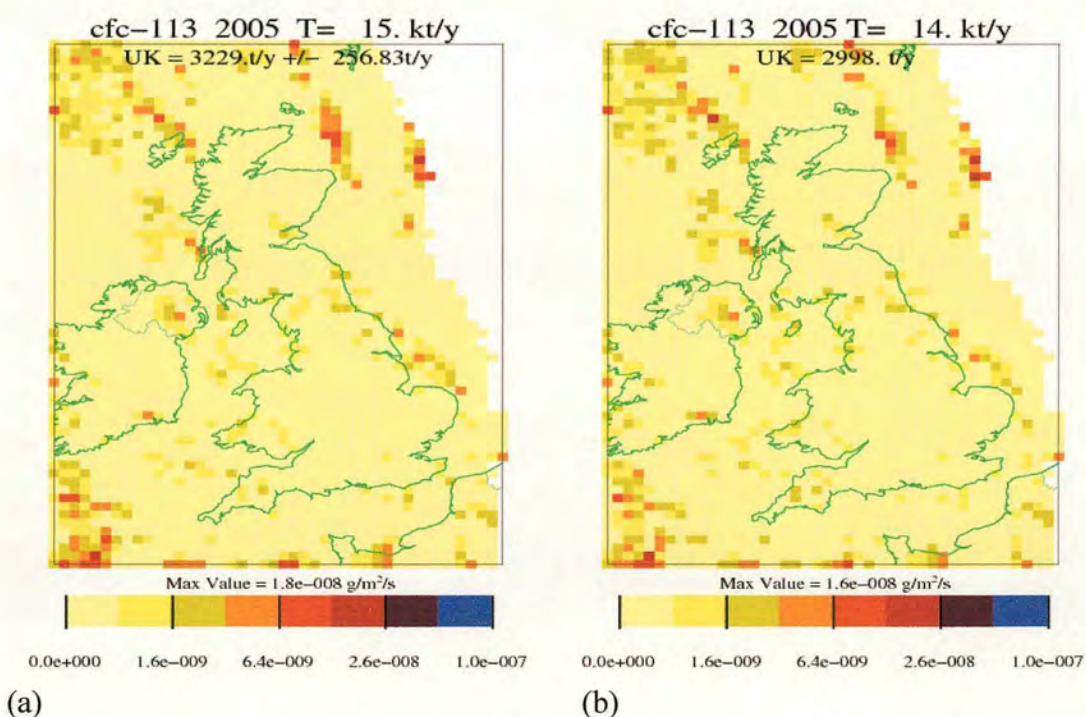 cfc-113 2005 T= 15. kt/y
UK = 3229.t/y +/- 256.83t/y
Max Value = 1.8e-008 g/m²/s
0.0e+000 1.6e-009 6.4e-009 2.6e-008 1.0e-007
(a)
cfc-113 2005 T= 14. kt/y
UK = 2998. t/y
Max Value = 1.6e-008 g/m²/s
0.0e+000 1.6e-009 6.4e-009 2.6e-008 1.0e-007
(b)